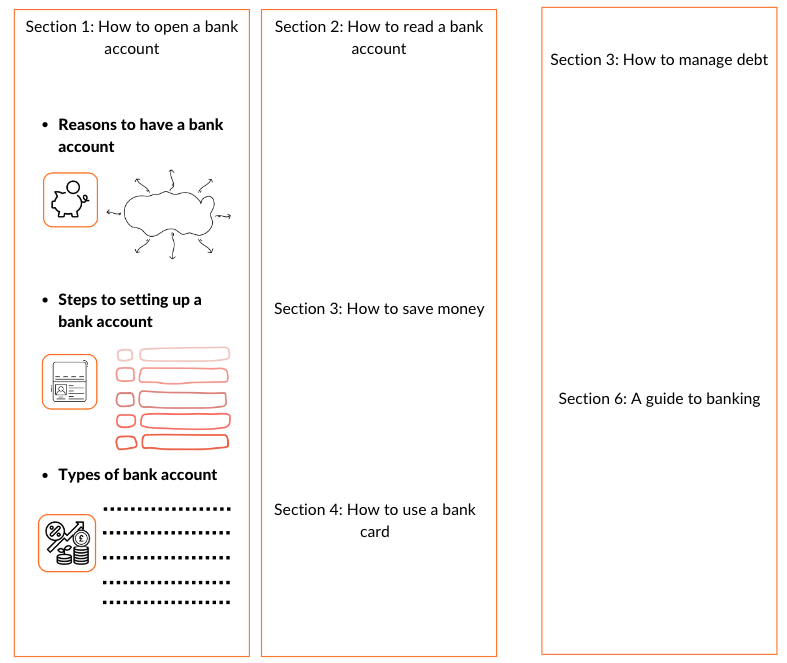 Section 1: How to open a bank
account
• Reasons to have a bank
account
• Steps to setting up a
bank account
• Types of bank account
Section 2: How to read a bank
account
Section 3: How to save money
Section 4: How to use a bank
card
Section 3: How to manage debt
Section 6: A guide to banking